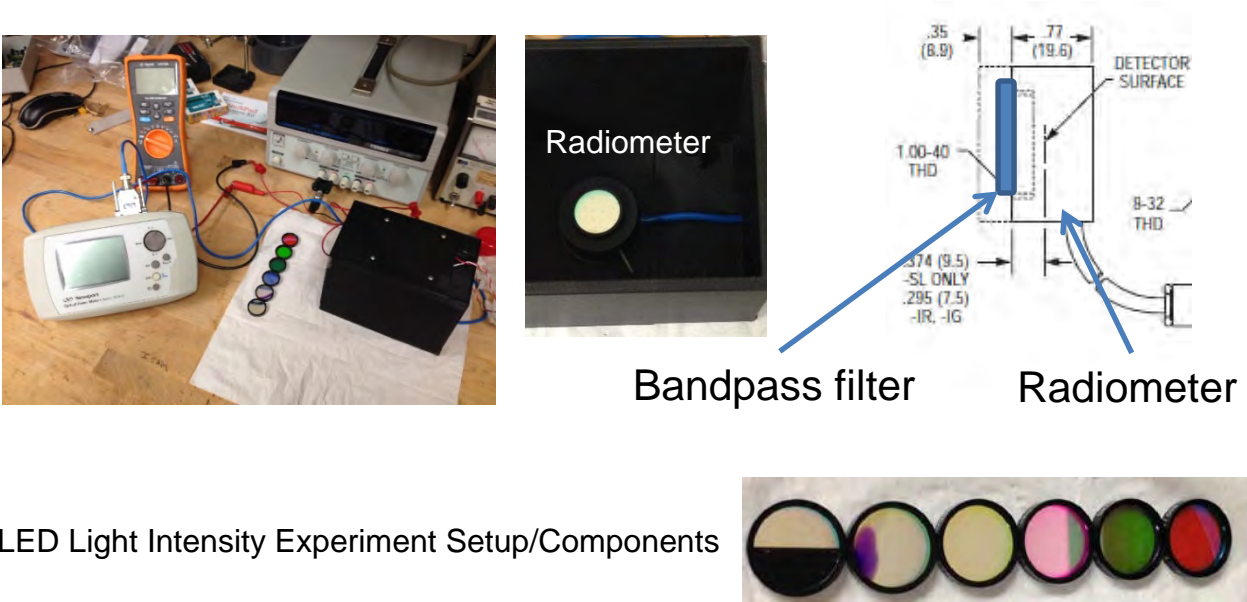 Radiometer
.35
(8.9)
.77
(19.6)
DETECTOR
SURFACE
1.00-40
THD
8-32
THD
.374 (9.5)
-SL ONLY
.295 (7.5)
-IR, -IG
Bandpass filter
Radiometer
LED Light Intensity Experiment Setup/Components
Newport